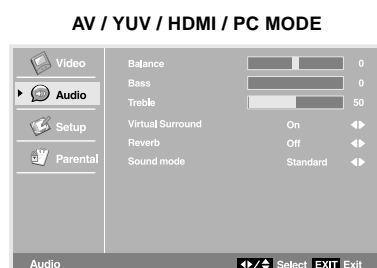 AV / YUV / HDMI / PC MODE
Video
Audio
Setup
Parental
Balance 0
Bass 0
Treble 50
Virtual Surround On
Reverb Off
Sound mode Standard
Audio Select EXIT Exit